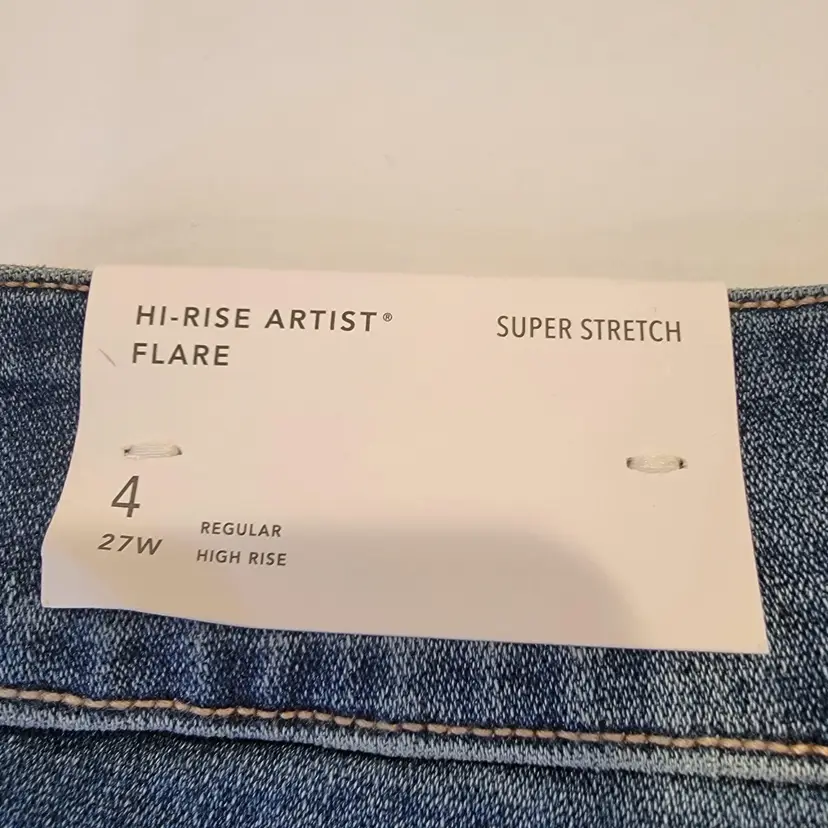 HI-RISE ARTIST®
FLARE
SUPER STRETCH
4
27W
REGULAR
HIGH RISE